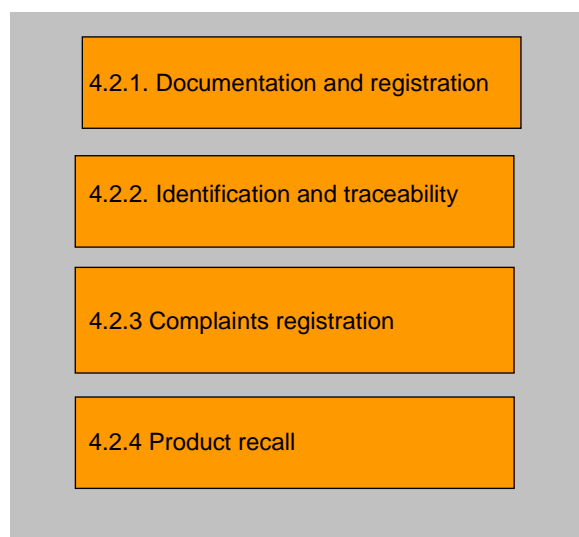 4.2.1. Documentation and registration
4.2.2. Identification and traceability
4.2.3 Complaints registration
4.2.4 Product recall